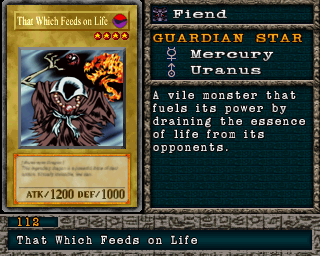 That Which Feeds on Life
ATK/1200 DEF/1000
Fiend
GUARDIAN STAR
Mercury
Uranus
A vile monster that
fuels its power by
draining the essence
of life from its
opponents.
112
That Which Feeds on Life